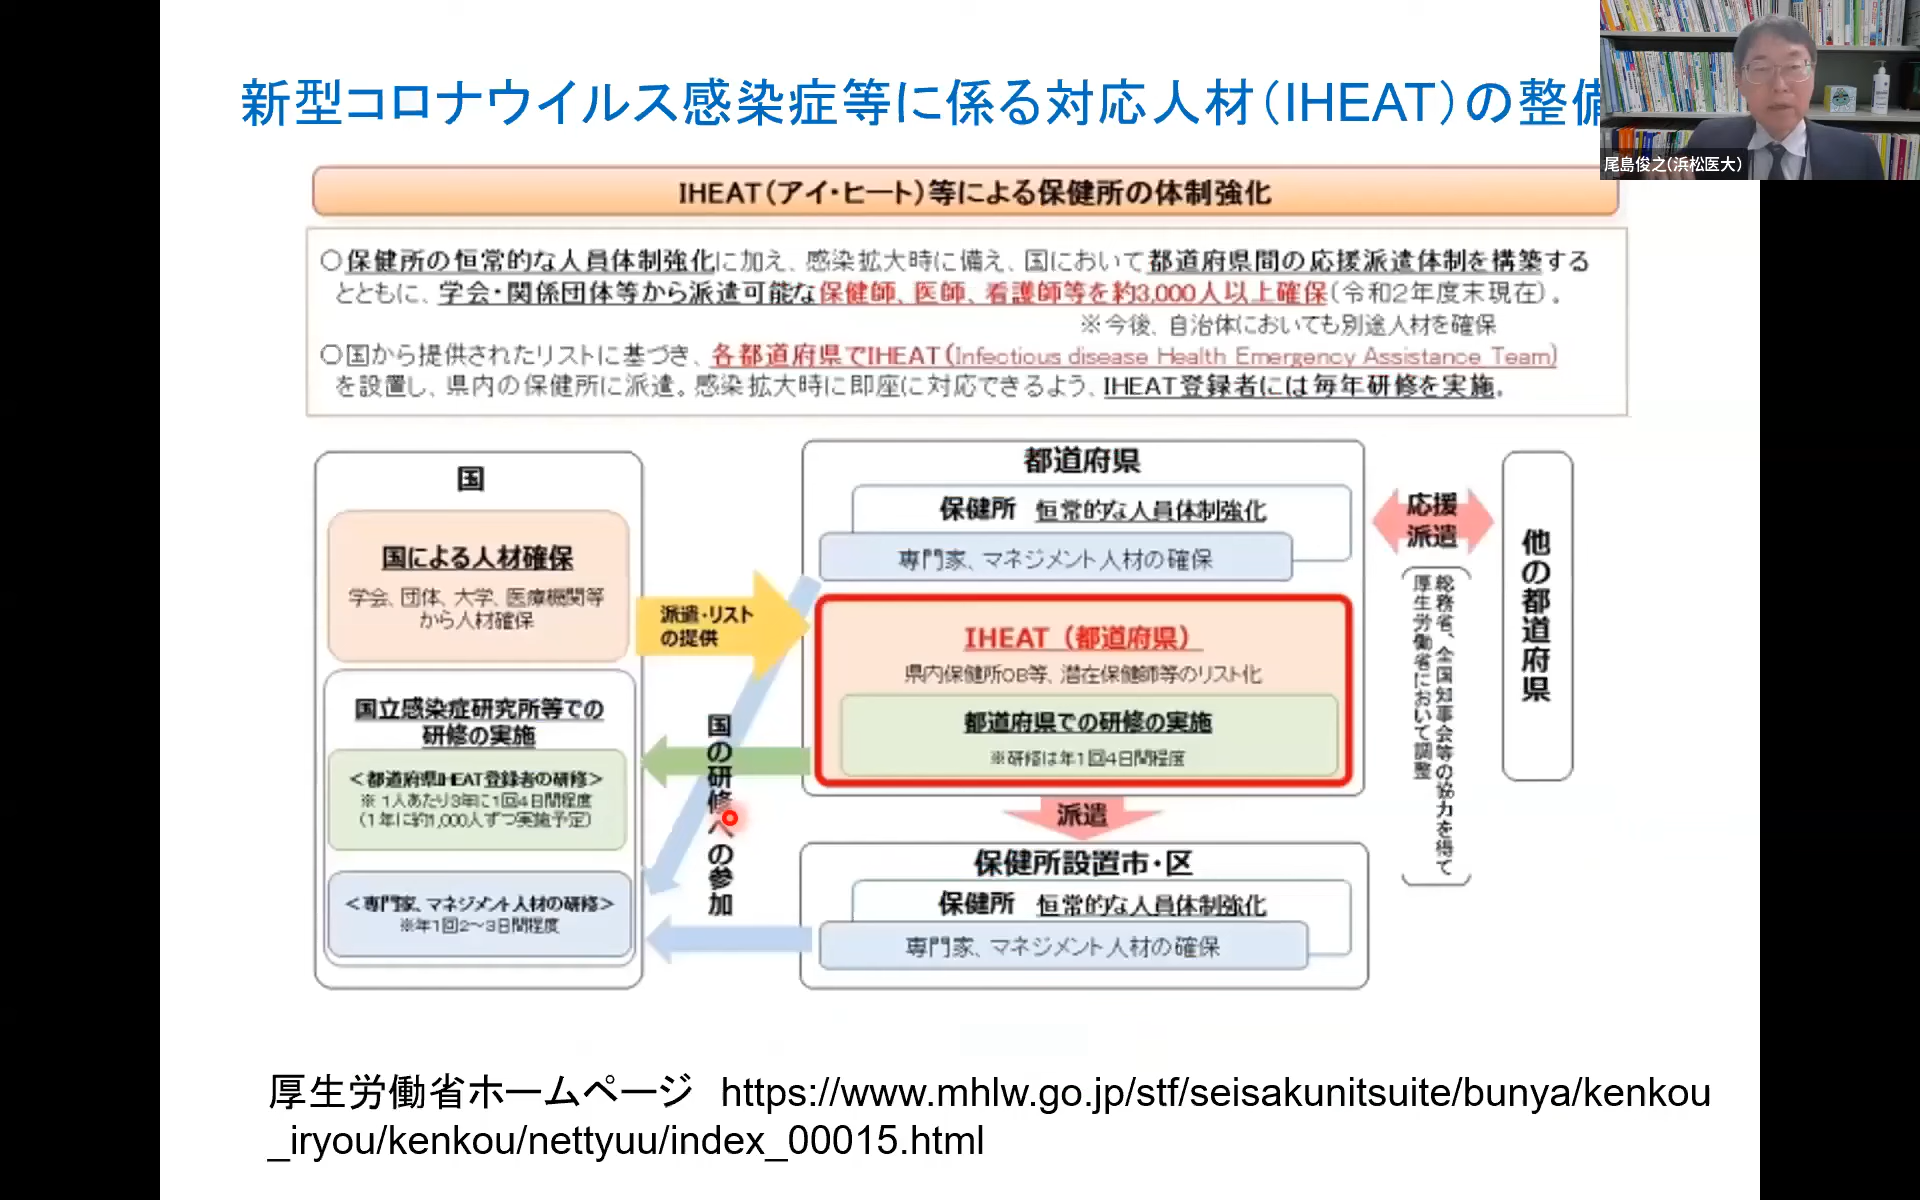 新型コロナウイルス感染症等に係る対応人材（IHEAT）の整
尾島俊之(浜松医大)
IHEAT（アイ・ヒート）等による保健所の体制強化
○保健所の恒常的な人員体制強化に加え、感染拡大時に備え、国において都道府県間の応援派遣体制を構築する
とともに、学会・関係団体等から派遣可能な保健師、医師、看護師等を約3,000人以上確保（令和2年度末現在）。
※今後、自治体においても別途人材を確保
○国から提供されたリストに基づき、各都道府県でIHEAT（Infectious disease Health Emergency Assistance Team)
を設置し、県内の保健所に派遣。感染拡大時に即座に対応できるよう、IHEAT登録者には毎年研修を実施。
国
国による人材確保
学会、団体、大学、医療機関等
から人材確保
国立感染症研究所等での
研修の実施
＜都道府県IHEAT登録者の研修＞
※１人あたり3年に1回4日間程度
（1年に約1,000人ずつ実施予定）
＜専門家、マネジメント人材の研修＞
※年1回2～3日間程度
派遣・リスト
の提供
国の研修への参加
都道府県
保健所 恒常的な人員体制強化
専門家、マネジメント人材の確保
IHEAT（都道府県）
県内保健所OB等、潜在保健師等のリスト化
都道府県での研修の実施
※研修は年1回4日間程度
派遣
保健所設置市・区
保健所 恒常的な人員体制強化
専門家、マネジメント人材の確保
応援
派遣
総務省、全国知事会等の協力を得て
厚生労働省において調整
他の都道府県
厚生労働省ホームページ　https://www.mhlw.go.jp/stf/seisakunitsuite/bunya/kenkou
_iryou/kenkou/nettyuu/index_00015.html